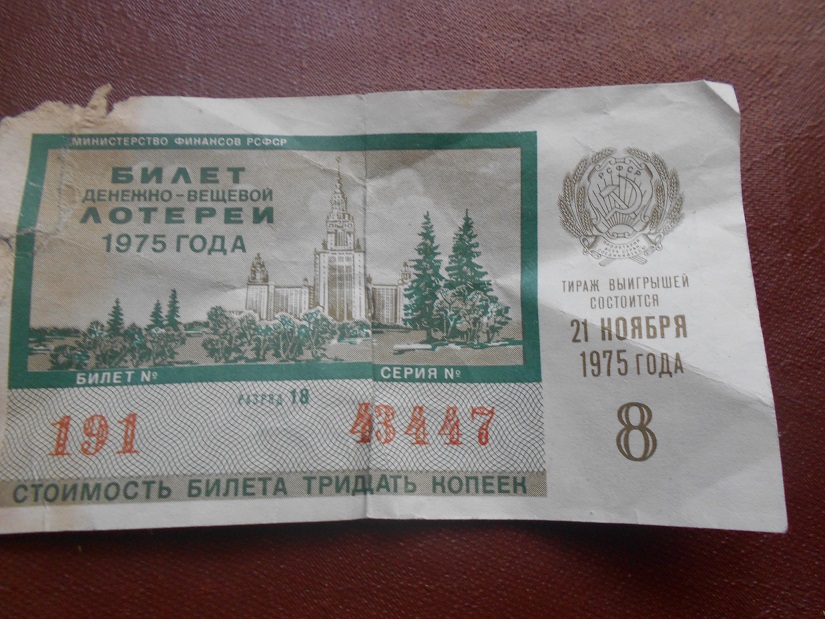 МИНИСТЕРСТВО ФИНАНСОВ РСФСР
БИЛЕТ
ДЕНЕЖНО-ВЕЩЕВОЙ
ЛОТЕРЕИ
1975 ГОДА
БИЛЕТ №
СЕРИЯ №
РАЗРЯД 18
191
43447
СТОИМОСТЬ БИЛЕТА ТРИДЦАТЬ КОПЕЕК
РСФСР
ТИРАЖ ВЫИГРЫШЕЙ
СОСТОИТСЯ
21 НОЯБРЯ
1975 ГОДА
8